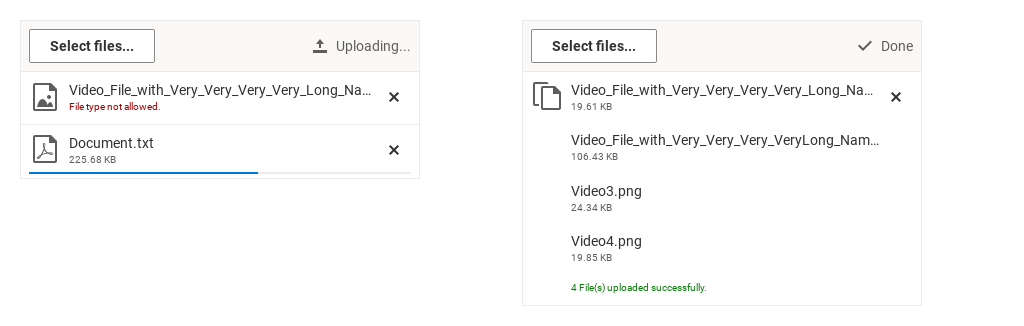 Select files...
Uploading...
Video_File_with_Very_Very_Very_Very_Long_Na...
File type not allowed.
Document.txt
225.68 KB
Select files...
Done
Video_File_with_Very_Very_Very_Very_Long_Na...
19.61 KB
Video_File_with_Very_Very_Very_VeryLong_Nam...
106.43 KB
Video3.png
24.34 KB
Video4.png
19.85 KB
4 File(s) uploaded successfully.